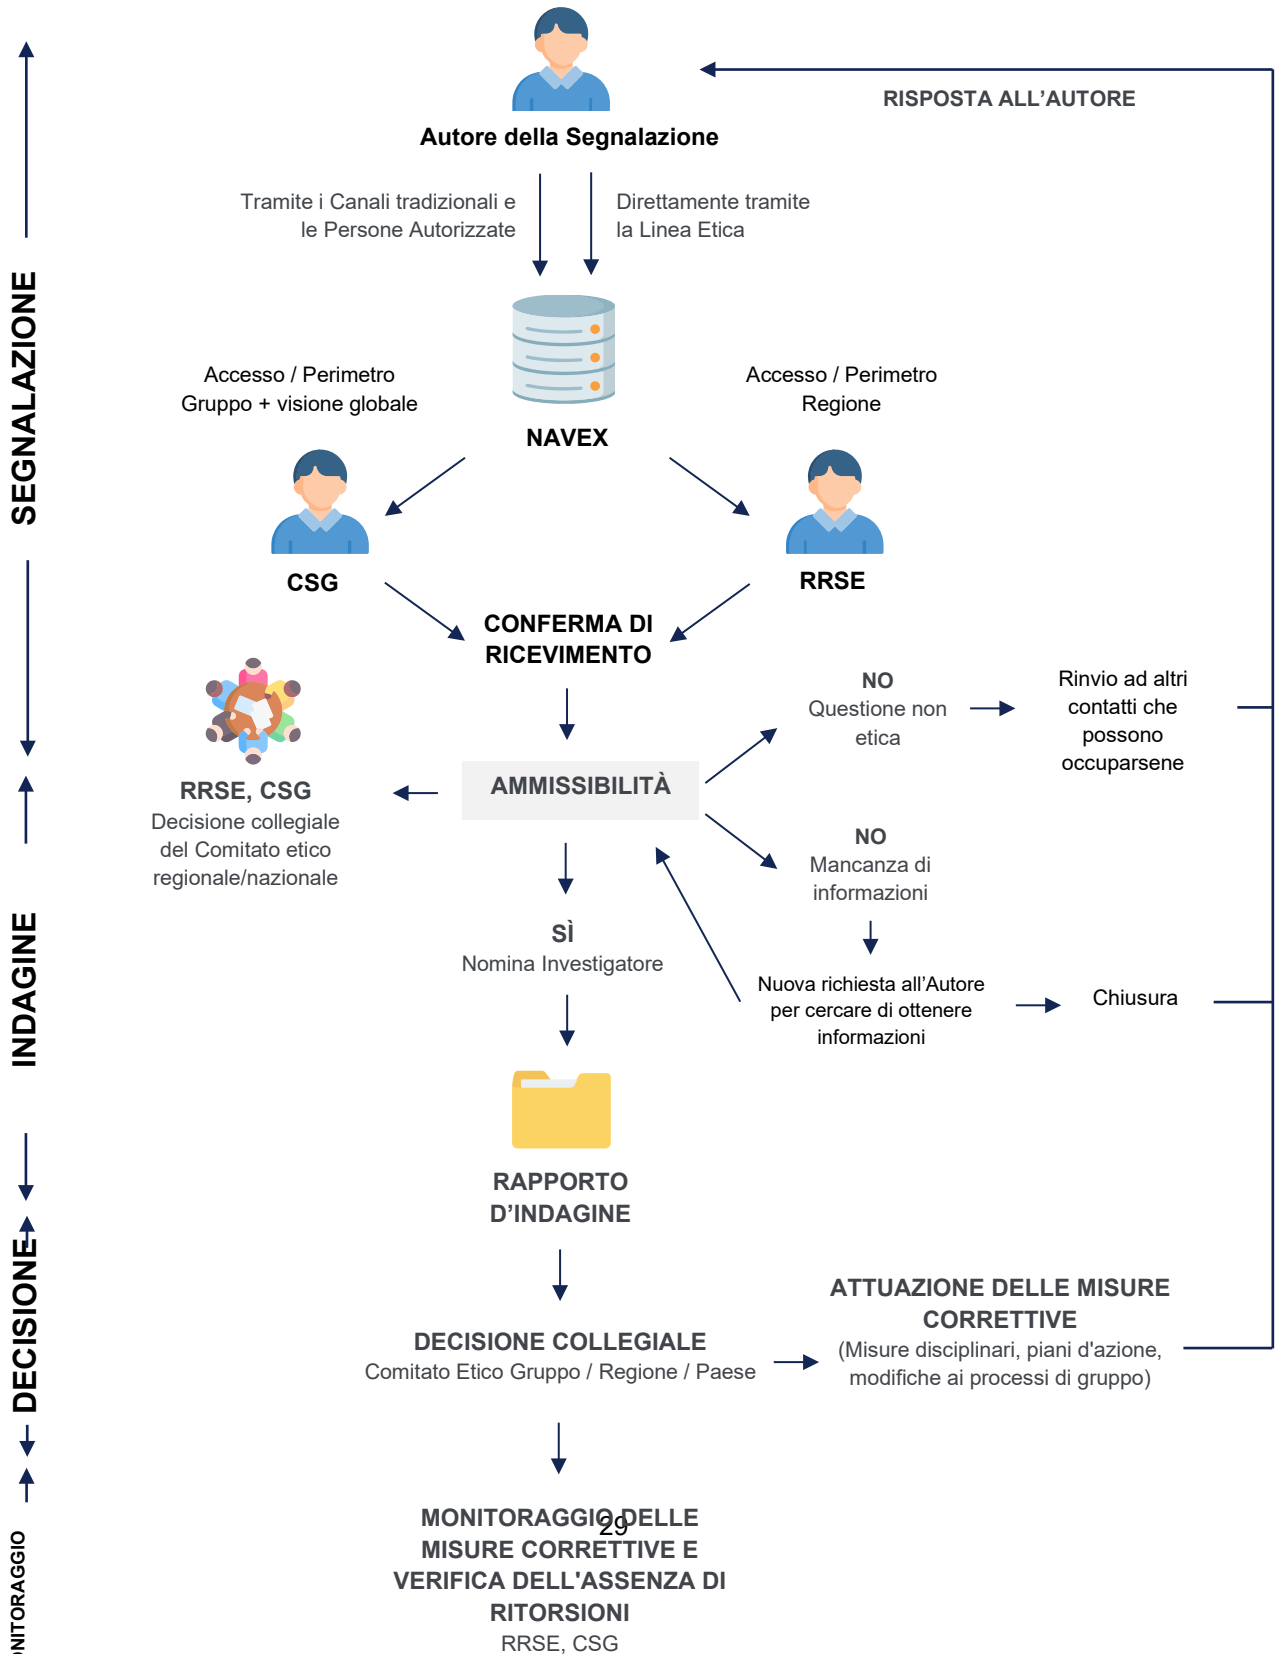 RISPOSTA ALL'AUTORE
Autore della Segnalazione
Tramite i Canali tradizionali e
le Persone Autorizzate
Direttamente tramite
la Linea Etica
SEGNALAZIONE
Accesso / Perimetro
Gruppo + visione globale
Accesso / Perimetro
Regione
NAVEX
CSG
RRSE
CONFERMA DI
RICEVIMENTO
NO
Questione non
etica
Rinvio ad altri
contatti che
possono
occuparsene
AMMISSIBILITÀ
RRSE, CSG
Decisione collegiale
del Comitato etico
regionale/nazionale
NO
Mancanza di
informazioni
INDAGINE
SÌ
Nomina Investigatore
Nuova richiesta all'Autore
per cercare di ottenere
informazioni
Chiusura
RAPPORTO
D'INDAGINE
DECISIONE
DECISIONE COLLEGIALE
Comitato Etico Gruppo / Regione / Paese
ATTUAZIONE DELLE MISURE
CORRETTIVE
(Misure disciplinari, piani d'azione,
modifiche ai processi di gruppo)
MONITORAGGIO DELLE
MISURE CORRETTIVE E
VERIFICA DELL'ASSENZA DI
RITORSIONI
RRSE, CSG
29